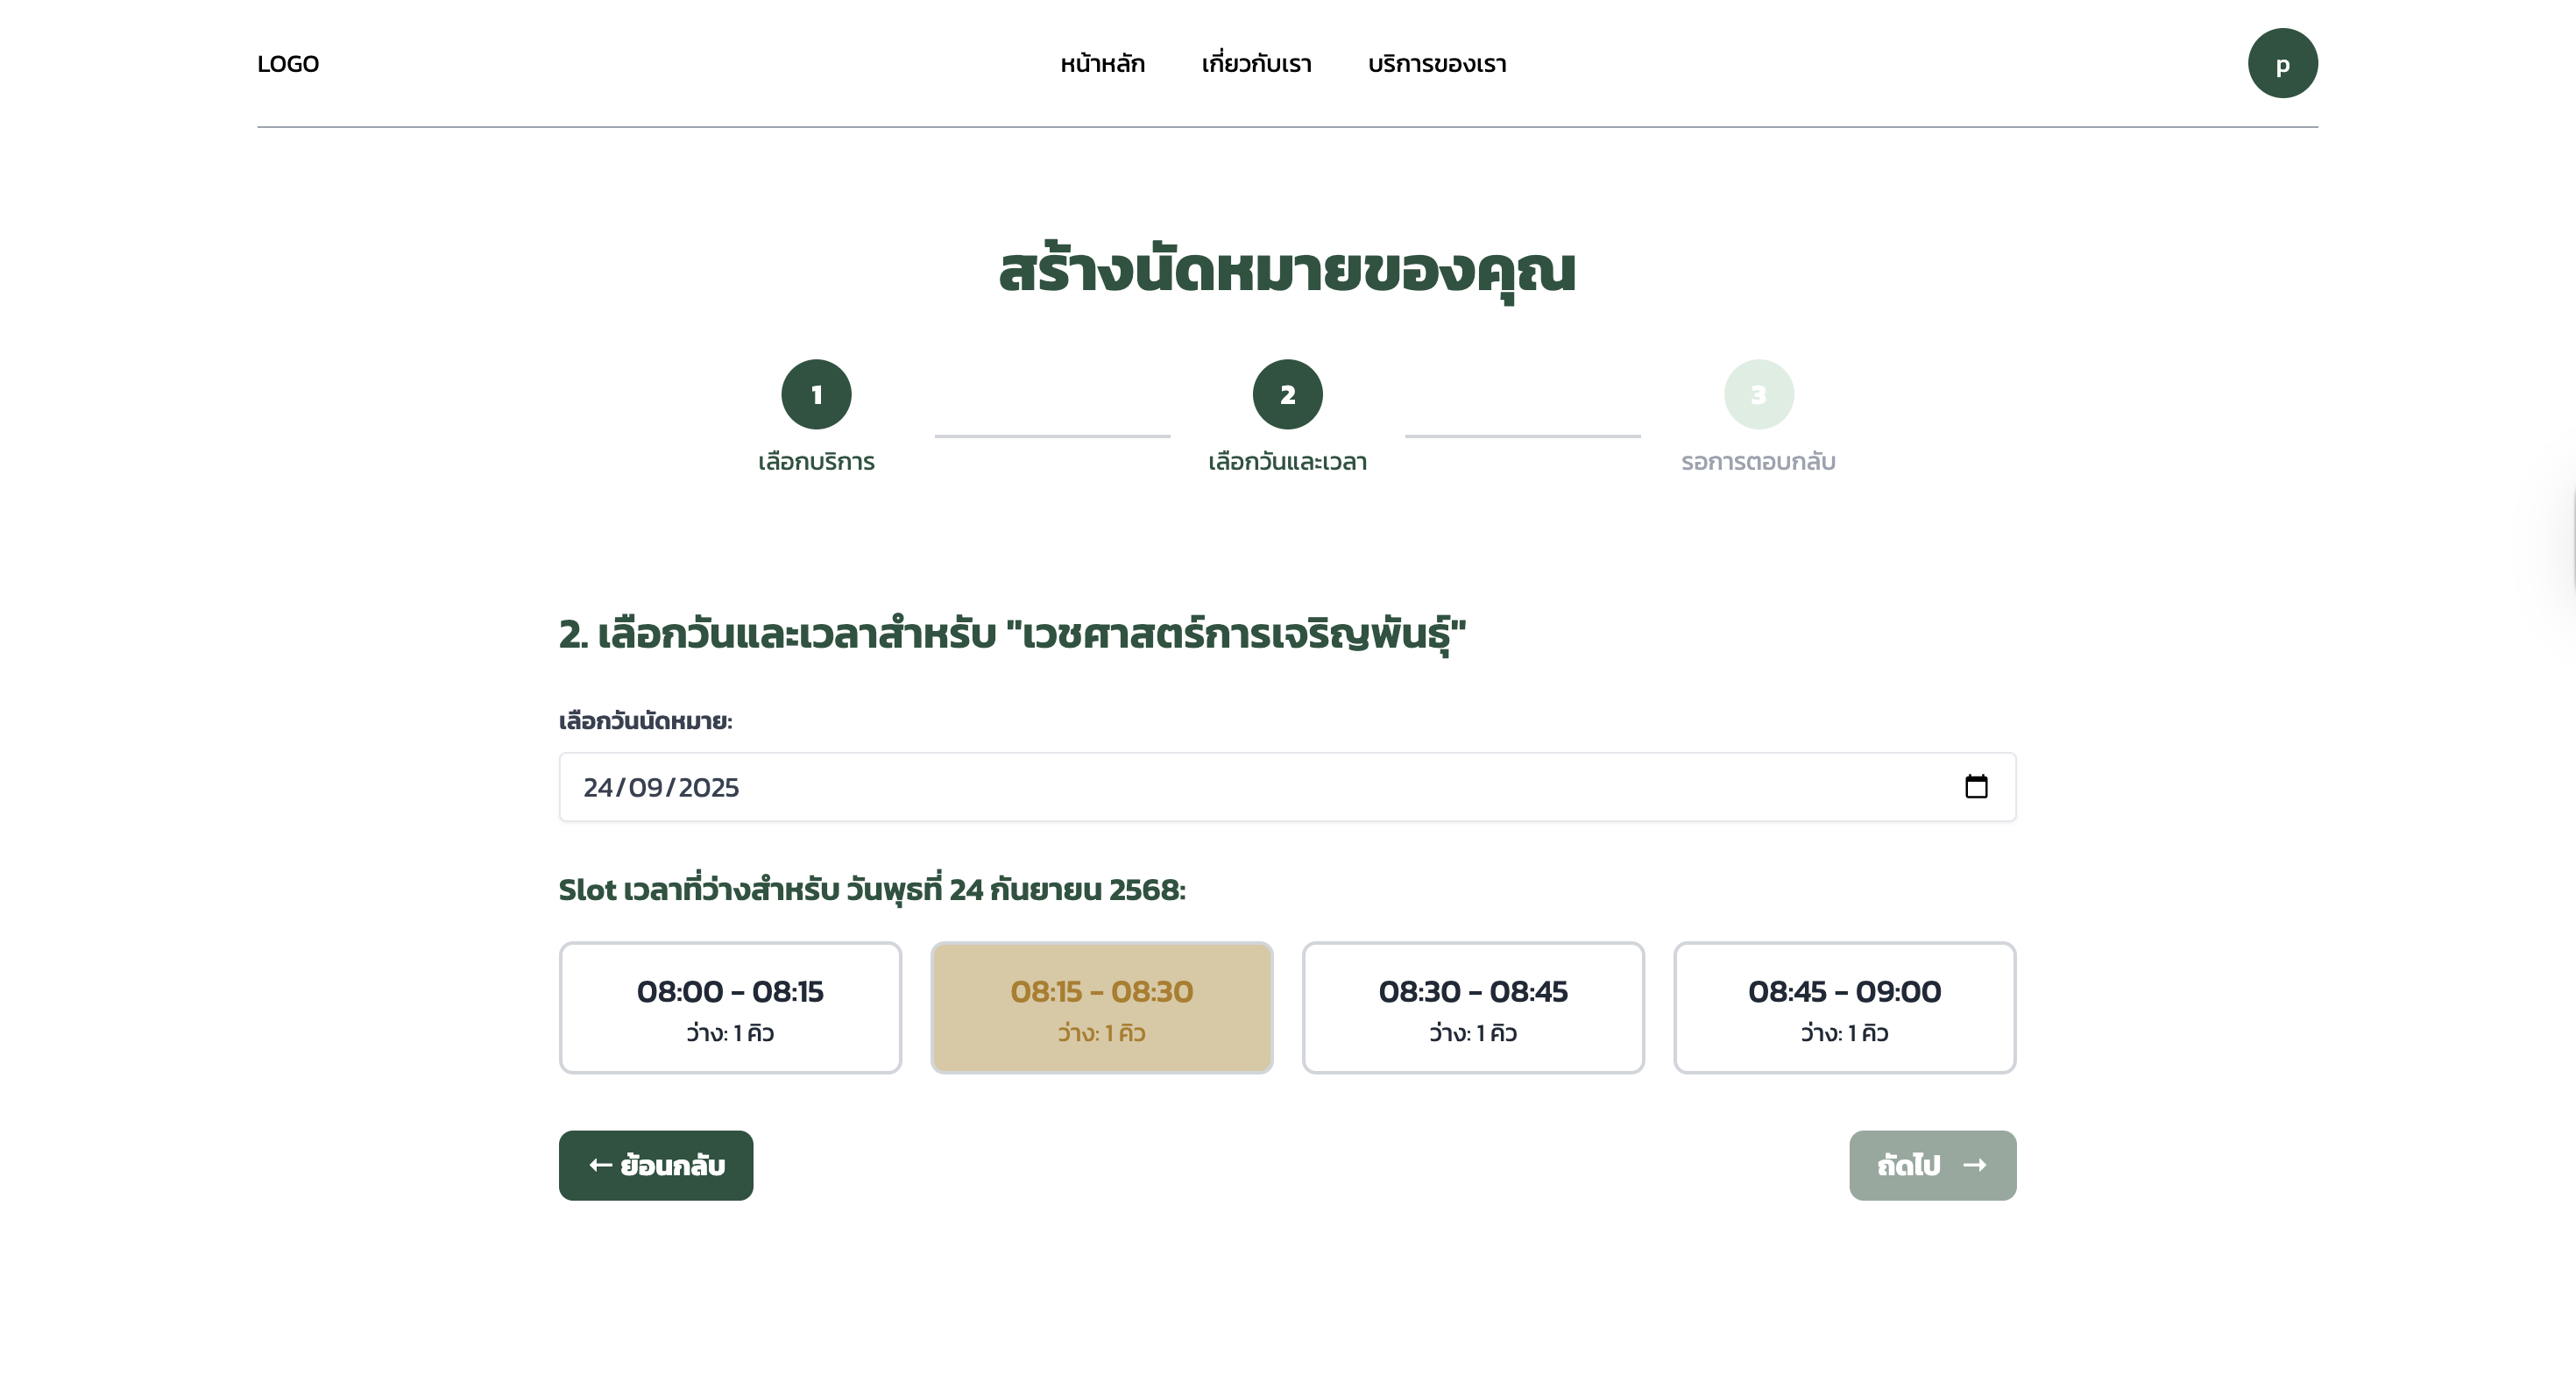 LOGO
หน้าหลัก เกี่ยวกับเรา บริการของเรา
p
สร้างนัดหมายของคุณ
1 2 3
เลือกบริการ เลือกวันและเวลา รอการตอบกลับ
2. เลือกวันและเวลาสำหรับ "เวชศาสตร์การเจริญพันธุ์"
เลือกวันนัดหมาย:
24/09/2025
Slot เวลาที่ว่างสำหรับ วันพุธที่ 24 กันยายน 2568:
08:00 - 08:15 08:15 - 08:30 08:30 - 08:45 08:45 - 09:00
ว่าง: 1 คิว ว่าง: 1 คิว ว่าง: 1 คิว ว่าง: 1 คิว
← ย้อนกลับ ถัดไป →